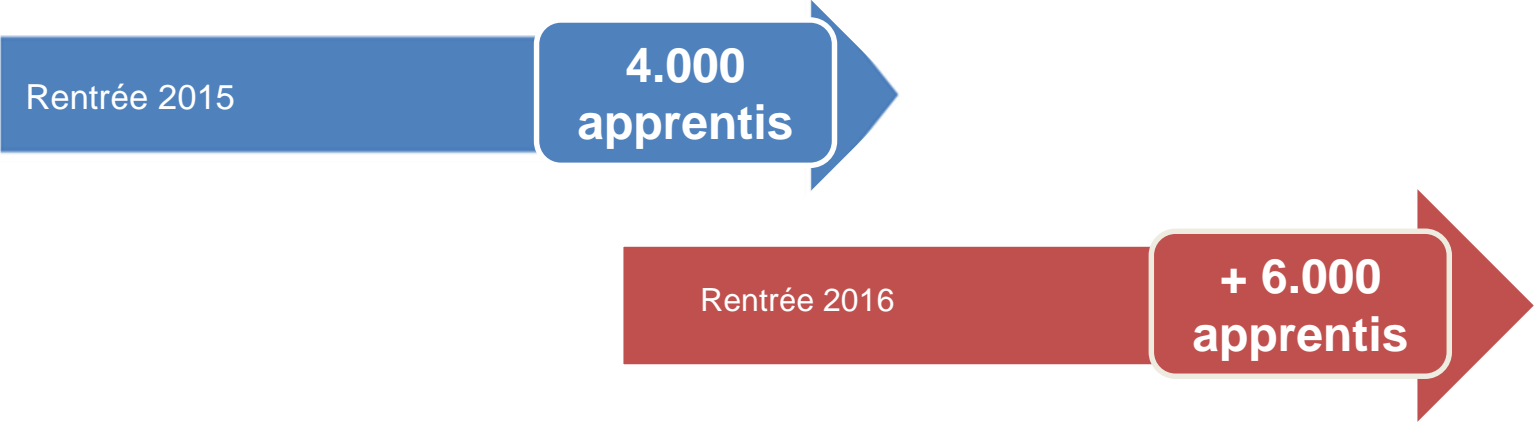 Rentrée 2015
4.000
apprentis
Rentrée 2016
+ 6.000
apprentis